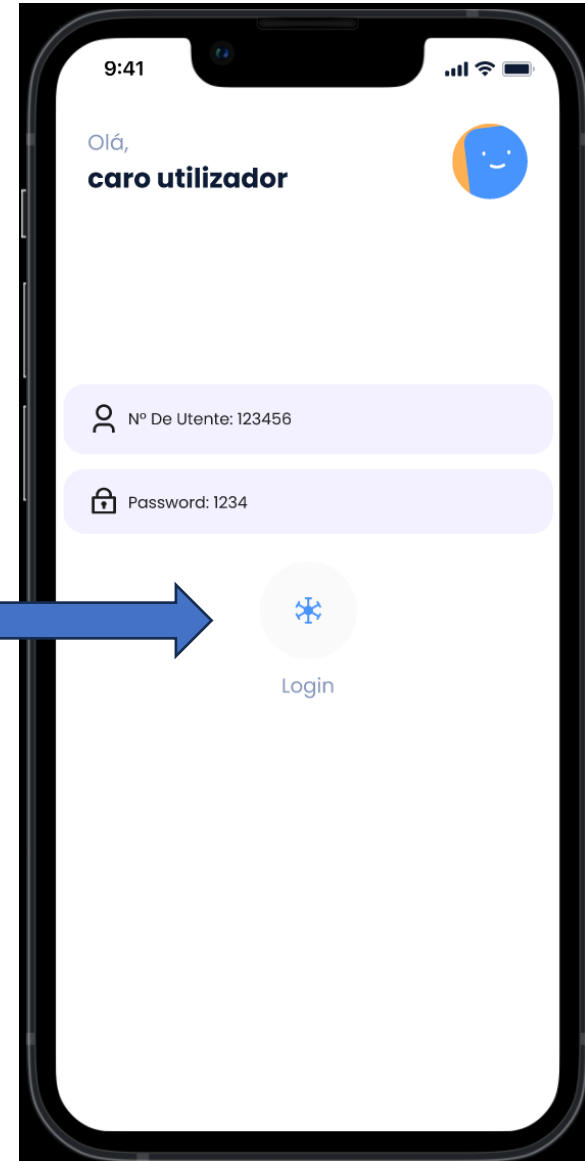 9:41
Olá,
caro utilizador
Nº De Utente: 123456
Password: 1234
Login